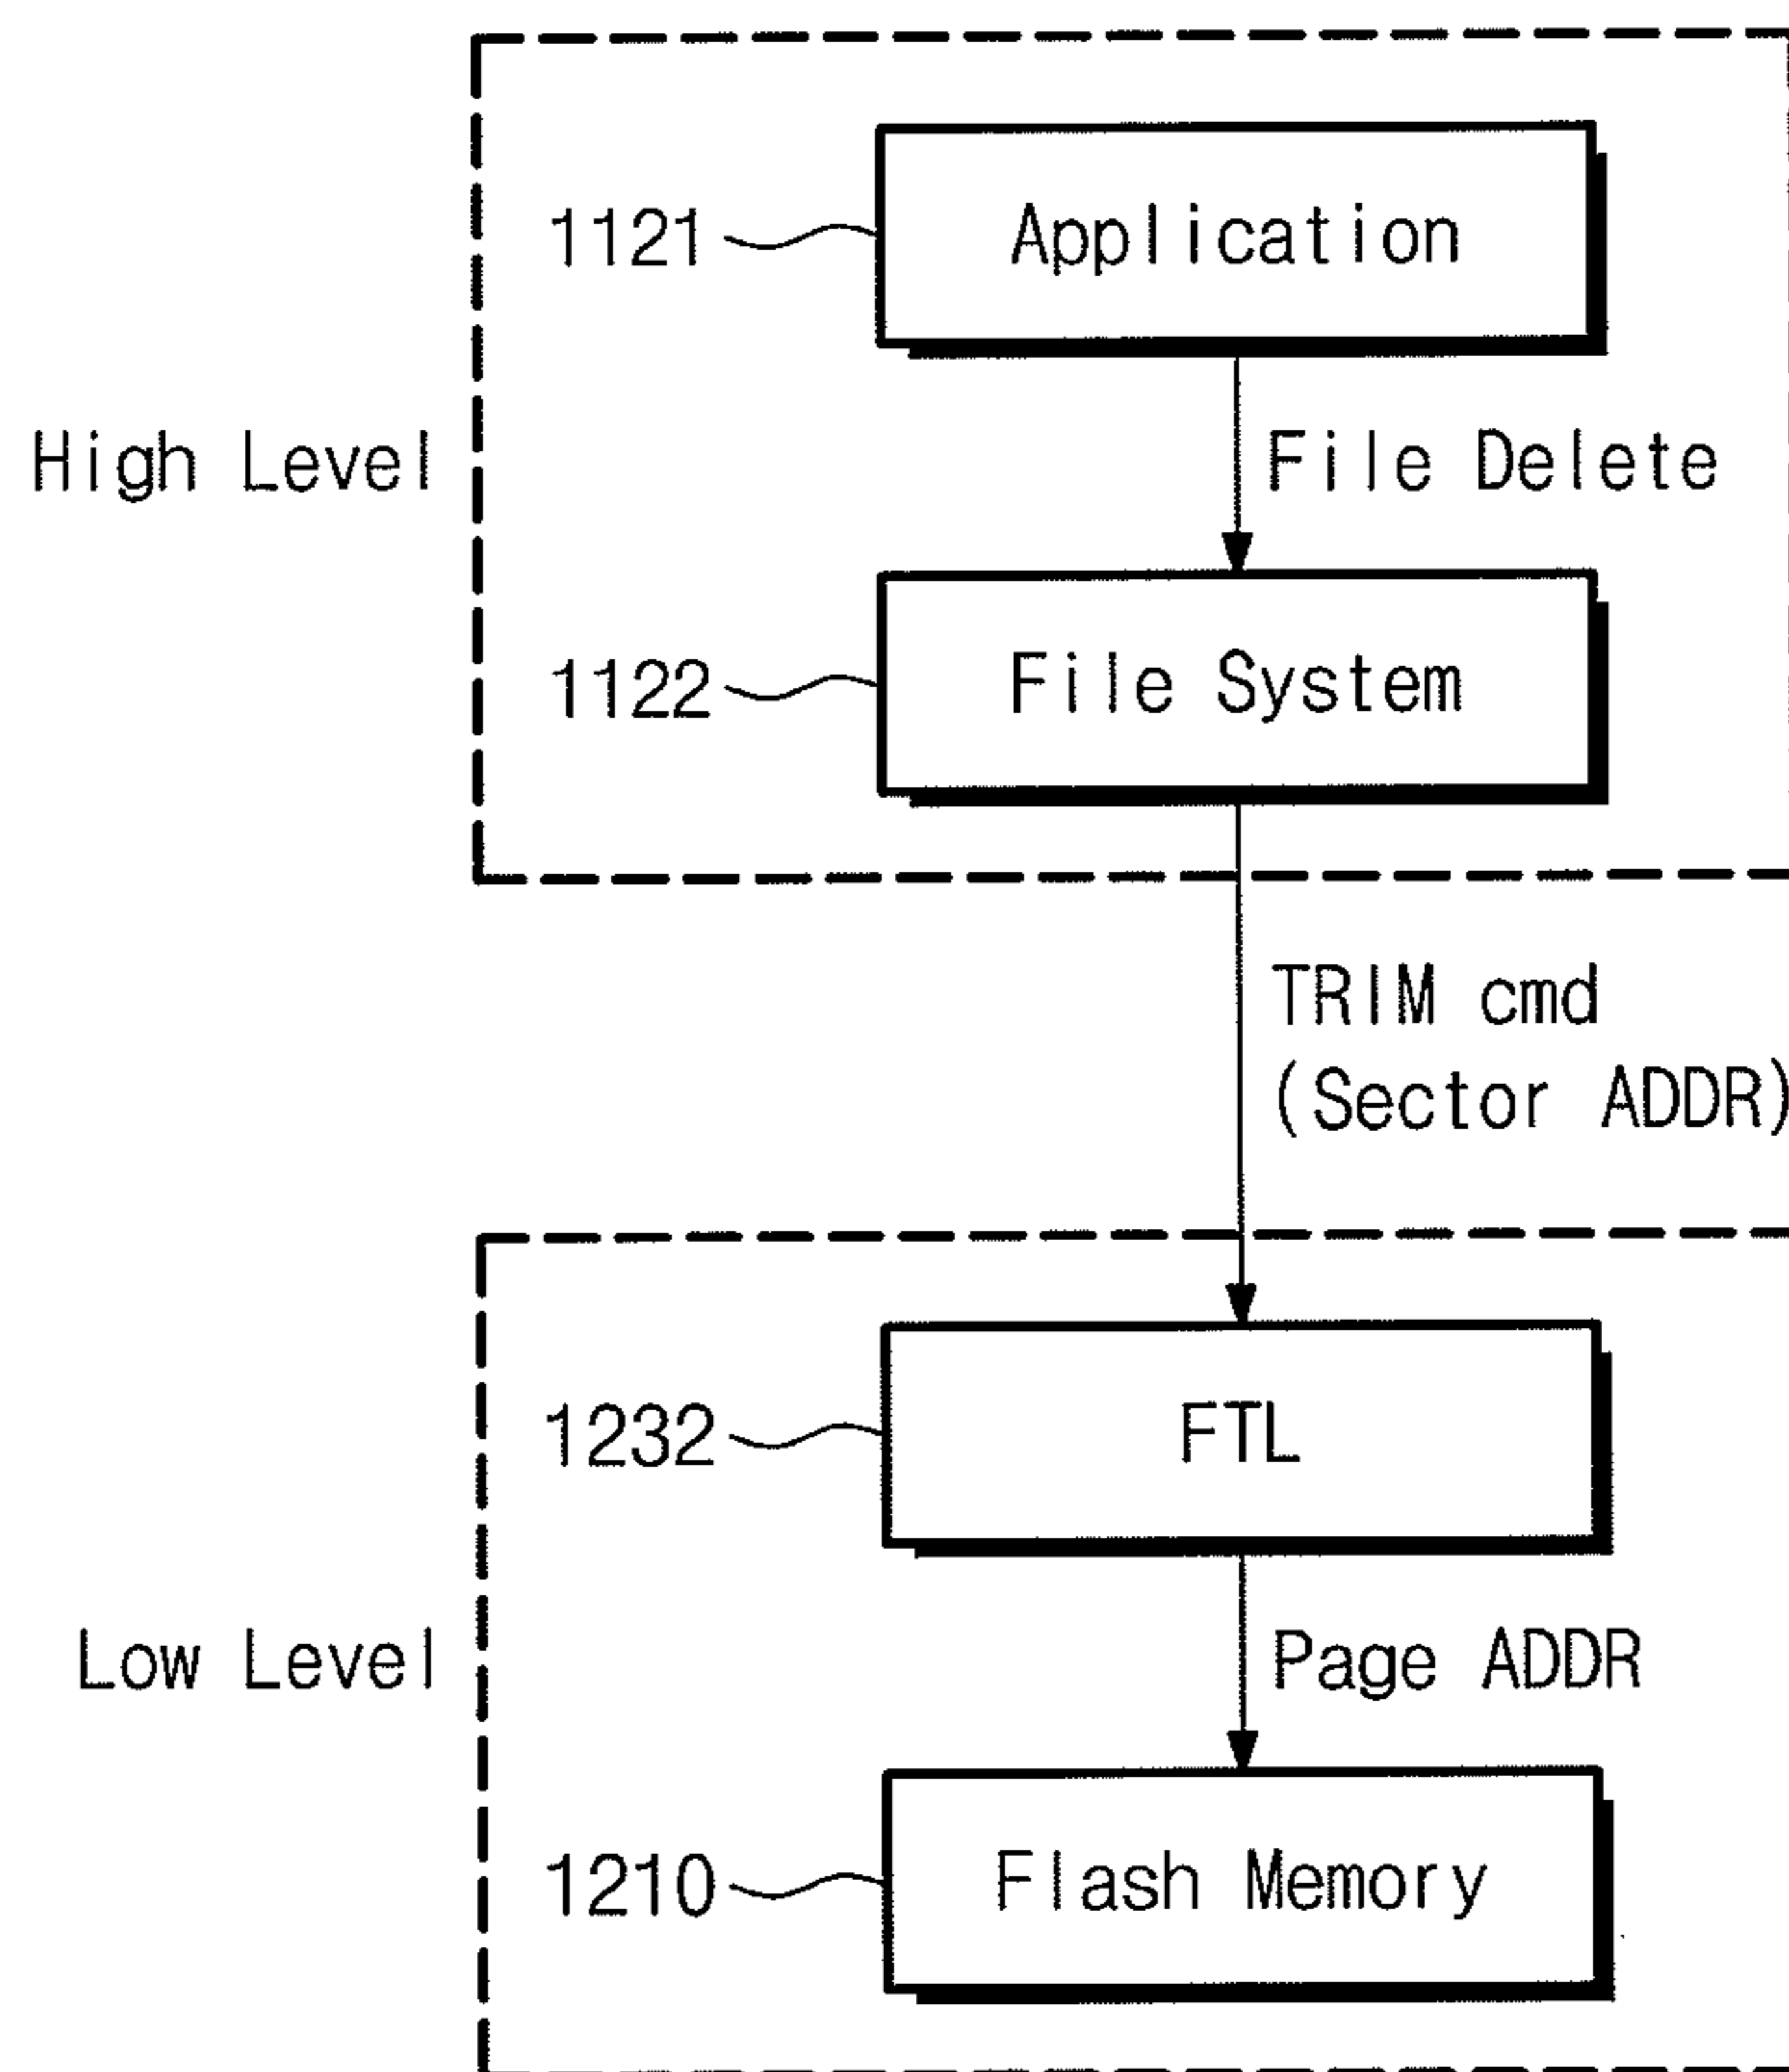 1121
Application
High Level
File Delete
1122
File System
TRIM cmd
(Sector ADDR)
1232
FTL
Low Level
Page ADDR
1210
Flash Memory